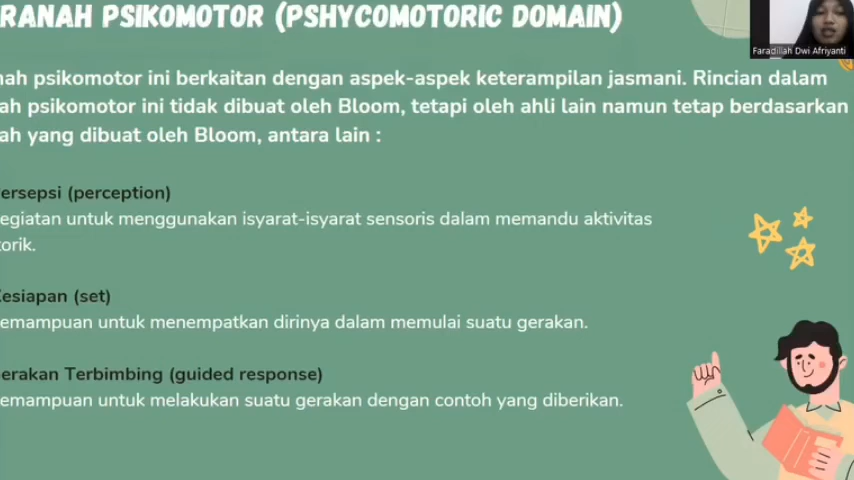 RANAH PSIKOMOTOR (PSHYCOMOTORIC DOMAIN)
Faradillah Dwi Afriyanti
nah psikomotor ini berkaitan dengan aspek-aspek keterampilan jasmani. Rincian dalam
ah psikomotor ini tidak dibuat oleh Bloom, tetapi oleh ahli lain namun tetap berdasarkan
ah yang dibuat oleh Bloom, antara lain :
ersepsi (perception)
egiatan untuk menggunakan isyarat-isyarat sensoris dalam memandu aktivitas
torik.
esiapan (set)
emampuan untuk menempatkan dirinya dalam memulai suatu gerakan.
erakan Terbimbing (guided response)
emampuan untuk melakukan suatu gerakan dengan contoh yang diberikan.